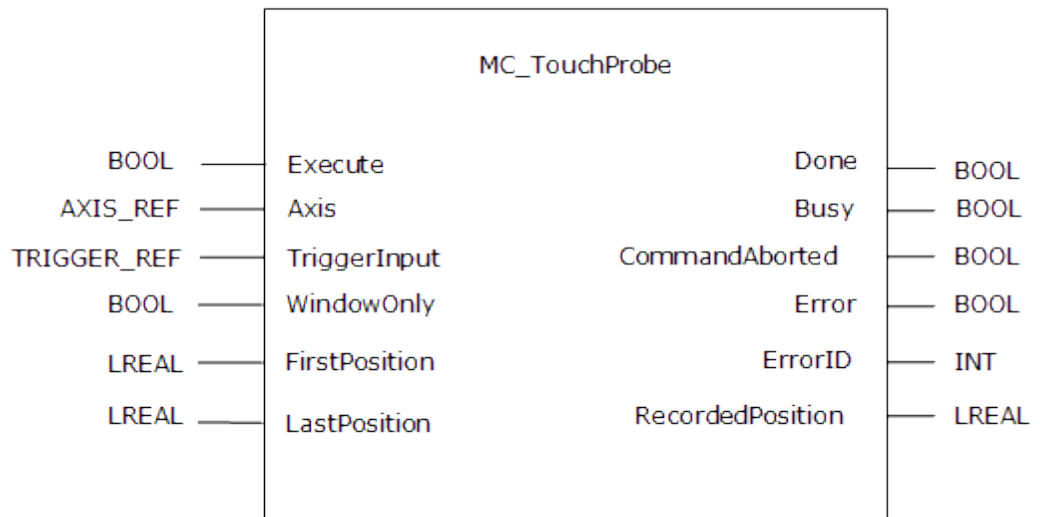 MC_TouchProbe
BOOL Execute Done BOOL
AXIS_REF Axis Busy BOOL
TRIGGER_REF TriggerInput CommandAborted BOOL
BOOL WindowOnly Error BOOL
LREAL FirstPosition ErrorID INT
LREAL LastPosition RecordedPosition LREAL